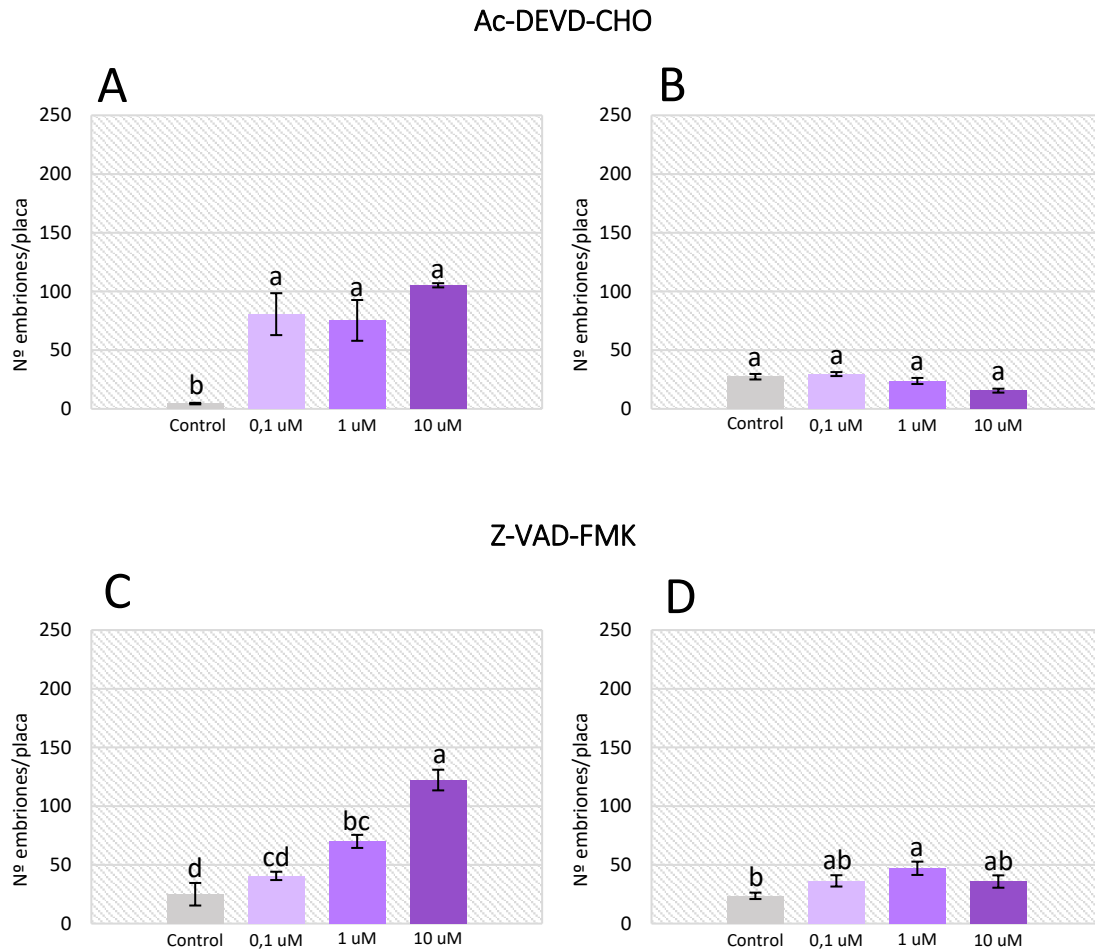 Ac-DEVD-CHO
A
250
200
150
100
50
0
Nº embriones/placa
b
a
a
a
Control
0,1 uM
1 uM
10 uM
B
250
200
150
100
50
0
Nº embriones/placa
a
a
a
a
Control
0,1 uM
1 uM
10 uM
Z-VAD-FMK
C
250
200
150
100
50
0
Nº embriones/placa
d
cd
bc
a
Control
0,1 uM
1 uM
10 uM
D
250
200
150
100
50
0
Nº embriones/placa
b
ab
a
ab
Control
0,1 uM
1 uM
10 uM